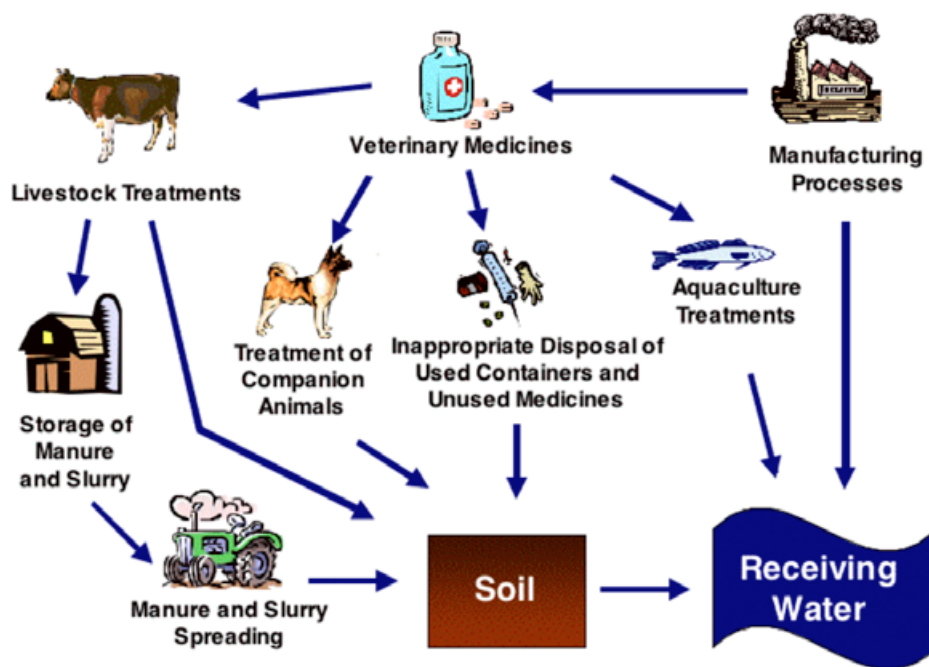 Veterinary Medicines
Manufacturing
Processes
Livestock Treatments
Aquaculture
Treatments
Treatment of
Companion
Animals
Inappropriate Disposal of
Used Containers and
Unused Medicines
Storage of
Manure
and Slurry
Manure and Slurry
Spreading
Soil
Receiving
Water